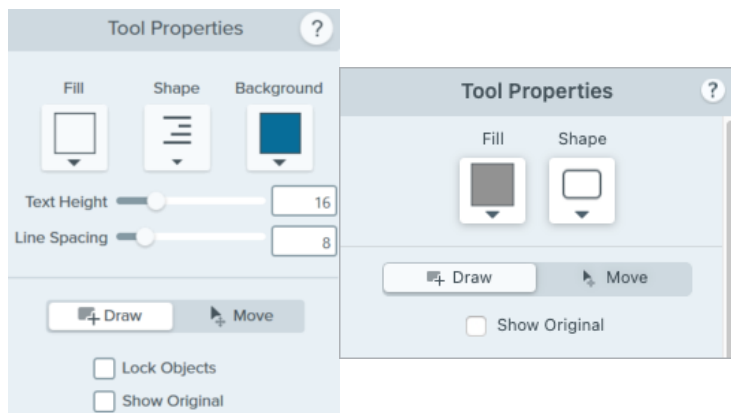 Tool Properties ?
Fill Shape Background
Text Height 16
Line Spacing 8
Draw Move
Lock Objects
Show Original
Tool Properties ?
Fill Shape
Draw Move
Show Original